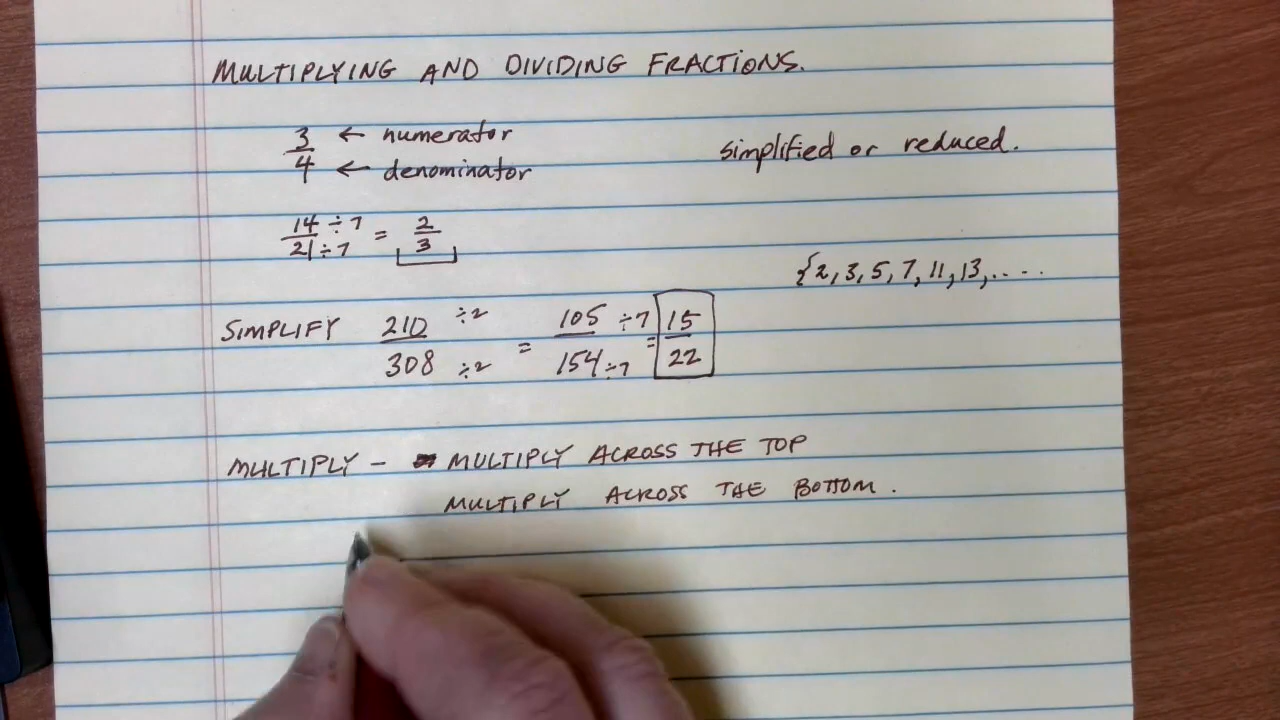 MULTIPLYING AND DIVIDING FRACTIONS.
3 ← numerator
4 ← denominator
simplified or reduced.
14 ÷ 7 = 2
21 ÷ 7 3
{2, 3, 5, 7, 11, 13, ....
SIMPLIFY 210 ÷2 = 105 ÷7 = 15
308 ÷2 154 ÷7 22
MULTIPLY - MULTIPLY ACROSS THE TOP
MULTIPLY ACROSS THE BOTTOM.